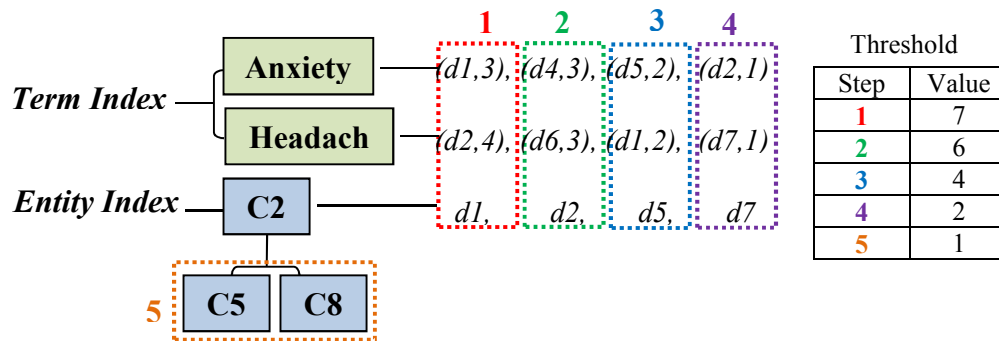 1 2 3 4
Anxiety (d1,3), (d4,3), (d5,2), (d2,1)
Term Index
Headach (d2,4), (d6,3), (d1,2), (d7,1)
Entity Index C2 d1, d2, d5, d7
5 C5 C8
Threshold
Step Value
1 7
2 6
3 4
4 2
5 1